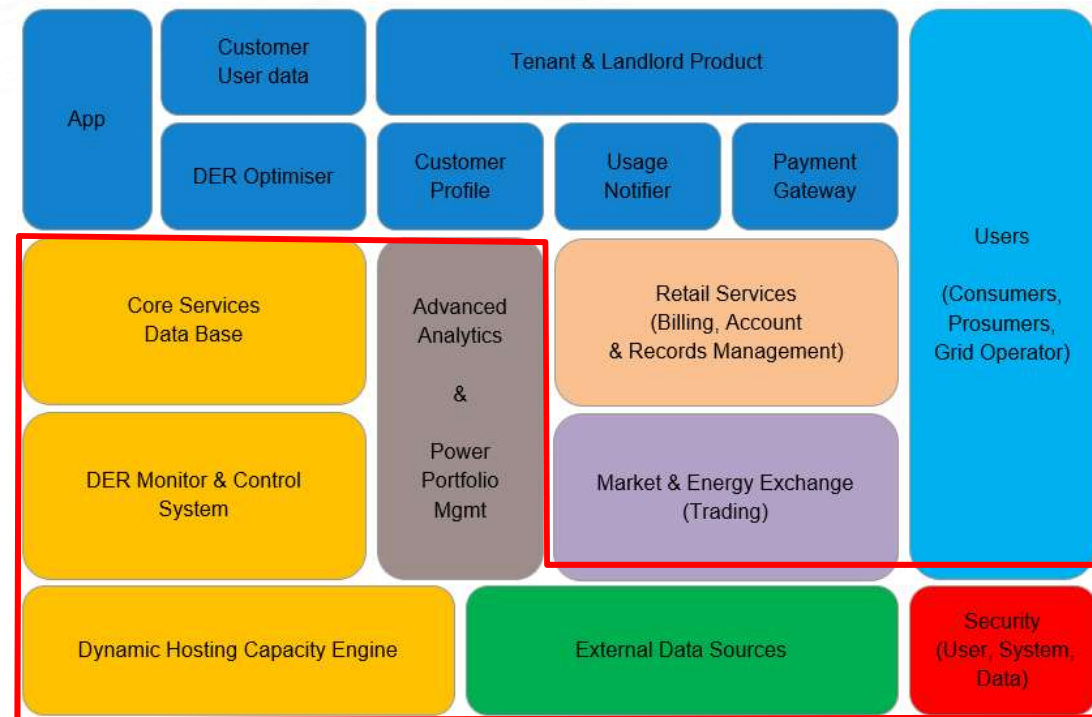 App
Customer
User data
Tenant & Landlord Product
DER Optimiser
Customer
Profile
Usage
Notifier
Payment
Gateway
Users
(Consumers,
Prosumers,
Grid Operator)
Core Services
Data Base
Advanced
Analytics
&
Power
Portfolio
Mgmt
Retail Services
(Billing, Account
& Records Management)
DER Monitor & Control
System
Market & Energy Exchange
(Trading)
Dynamic Hosting Capacity Engine
External Data Sources
Security
(User, System,
Data)